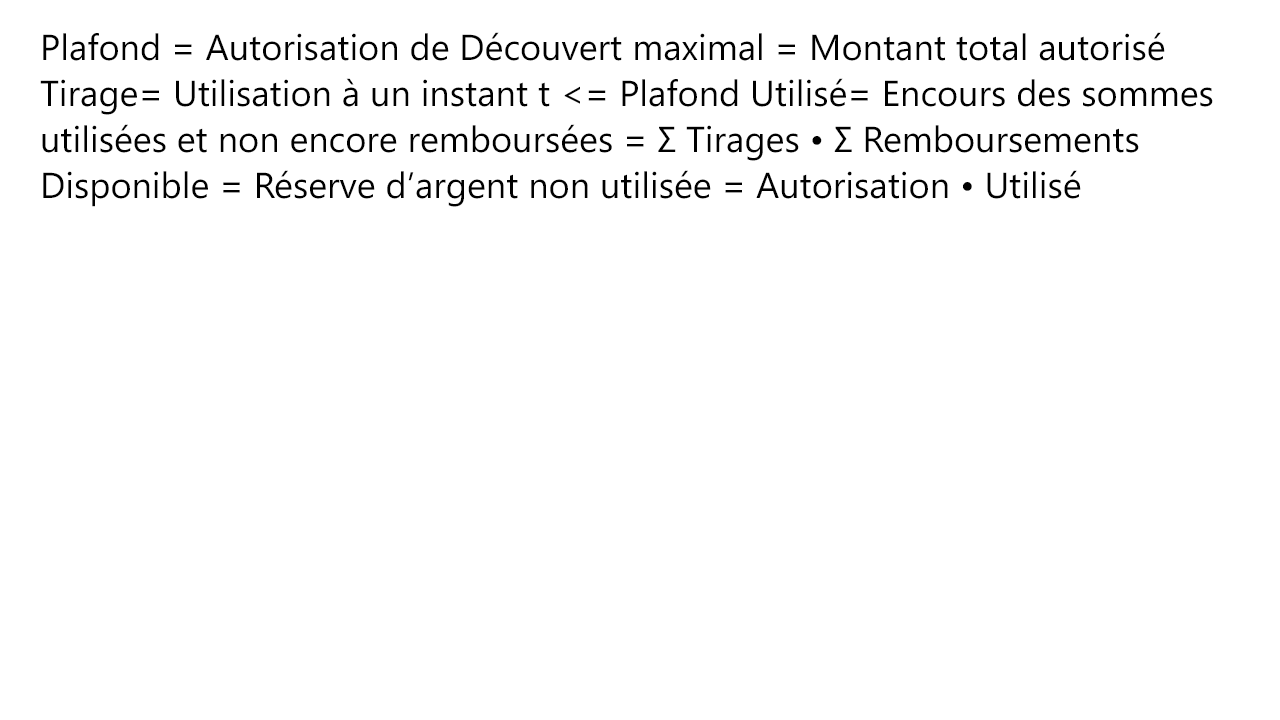 Plafond = Autorisation de Découvert maximal = Montant total autorisé
Tirage= Utilisation à un instant t <= Plafond Utilisé= Encours des sommes
utilisées et non encore remboursées = Σ Tirages • Σ Remboursements
Disponible = Réserve d’argent non utilisée = Autorisation • Utilisé